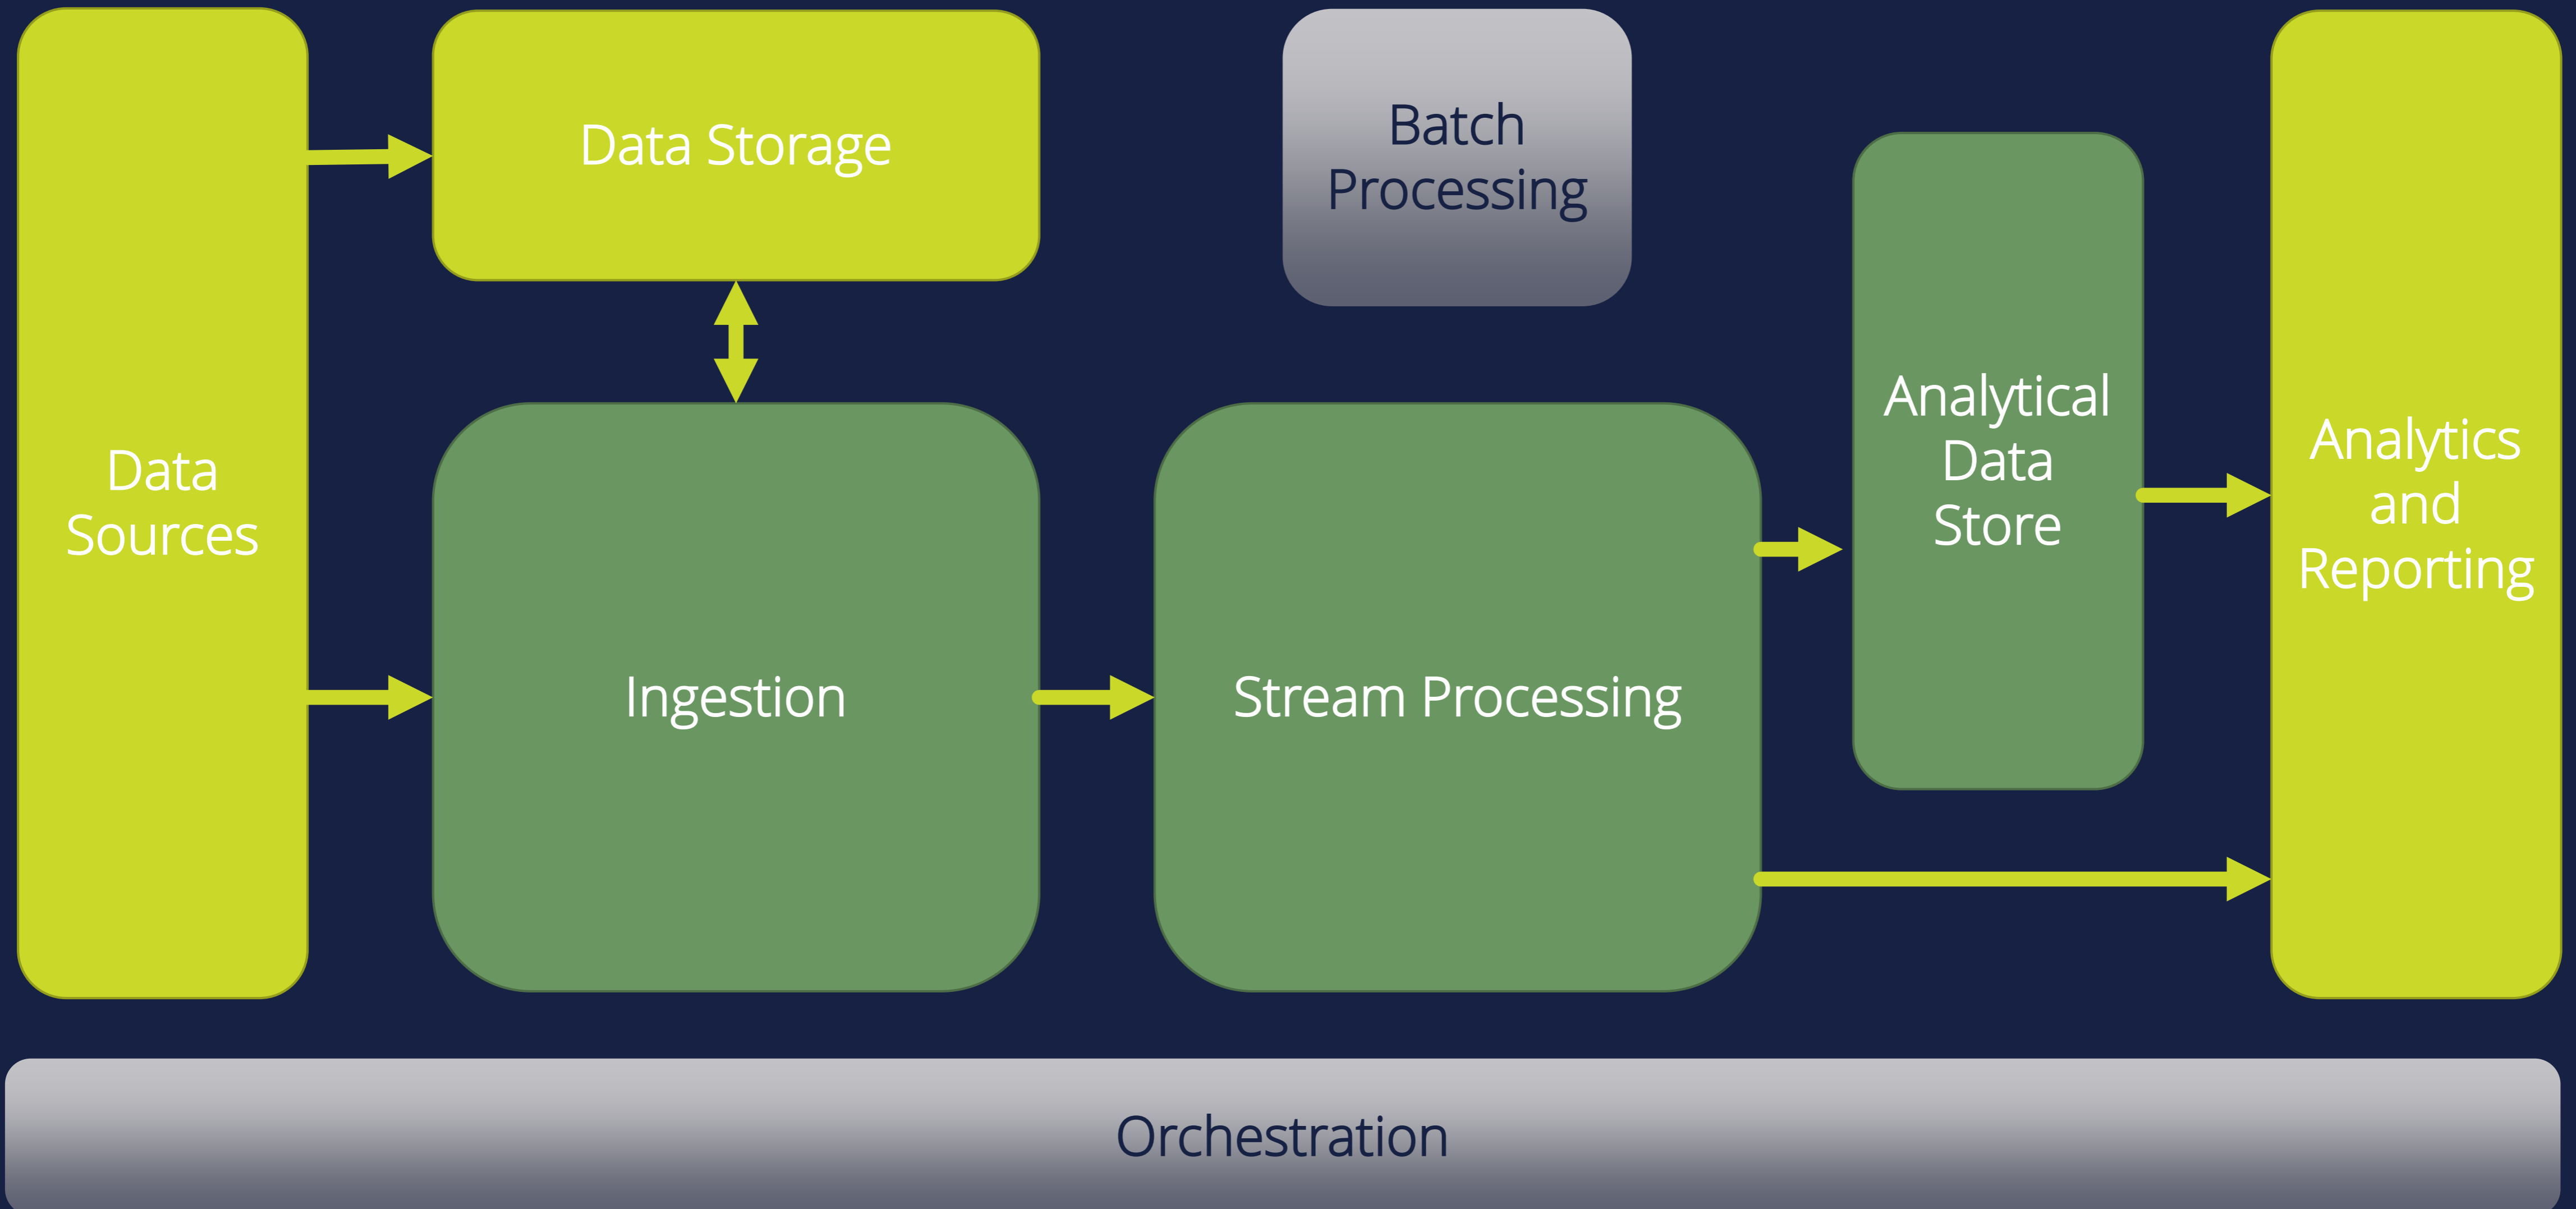 Data
Sources
Data Storage
Ingestion
Batch
Processing
Stream Processing
Analytical
Data
Store
Analytics
and
Reporting
Orchestration